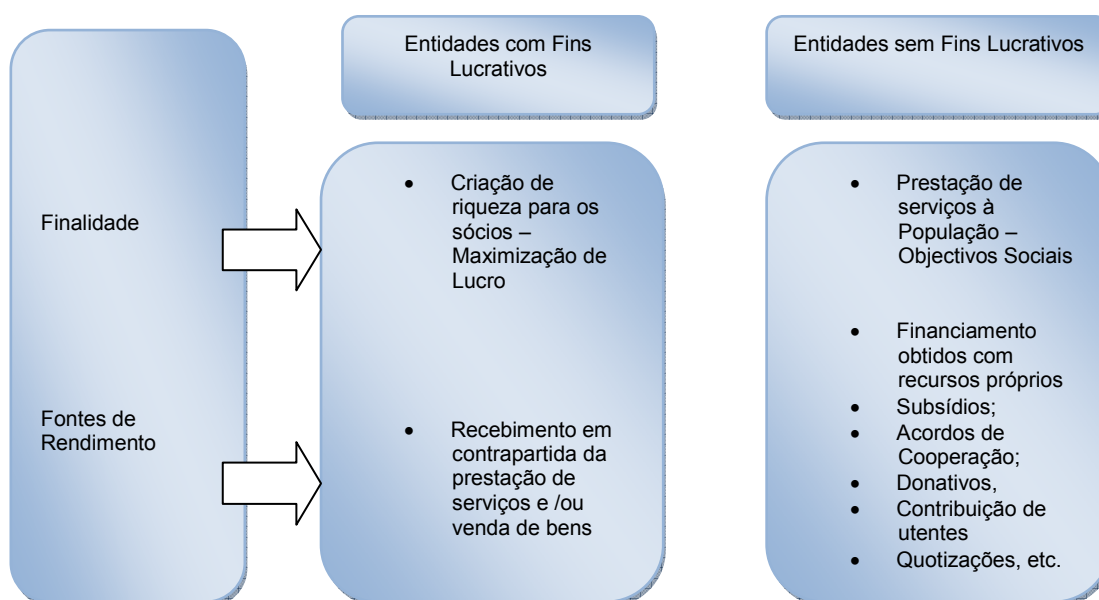 Entidades com Fins
Lucrativos
Entidades sem Fins Lucrativos
Finalidade
• Criação de
riqueza para os
sócios –
Maximização de
Lucro
• Prestação de
serviços à
População –
Objectivos Sociais
Fontes de
Rendimento
• Recebimento em
contrapartida da
prestação de
serviços e /ou
venda de bens
• Financiamento
obtidos com
recursos próprios
• Subsídios;
• Acordos de
Cooperação;
• Donativos,
• Contribuição de
utentes
• Quotizações, etc.